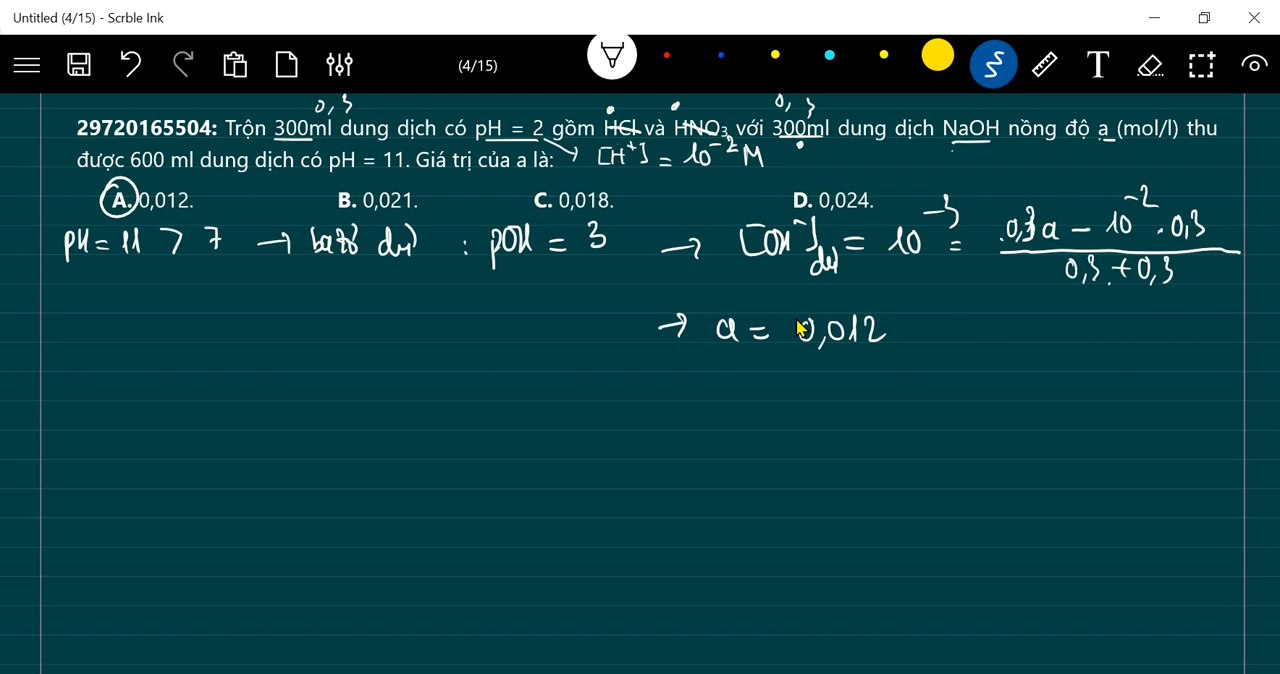 Untitled (4/15) - Scrble Ink
(4/15)
0,3 0,3
29720165504: Trộn 300ml dung dịch có pH = 2 gồm HCl và HNO₃ với 300ml dung dịch NaOH nồng độ a (mol/l) thu
được 600 ml dung dịch có pH = 11. Giá trị của a là: → [H⁺] = 10⁻² M
A. 0,012. B. 0,021. C. 0,018. D. 0,024.
pH = 11 > 7 → bazơ dư : pOH = 3 → [OH⁻]dư = 10⁻³ = (0,3a − 10⁻² . 0,3) / (0,3 + 0,3)
→ a = 0,012